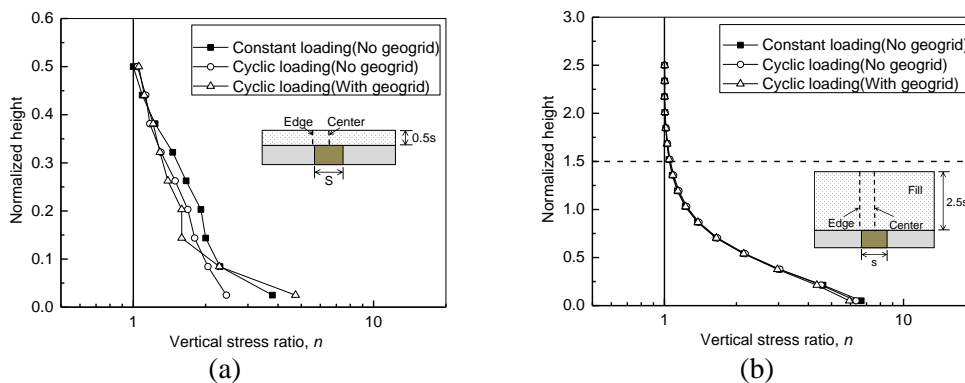 Constant loading(No geogrid)
Cyclic loading(No geogrid)
Cyclic loading(With geogrid)
Edge Center
0.5s
S
Normalized height
0.5
0.4
0.3
0.2
0.1
0.0
1 10
Vertical stress ratio, n
(a)
Constant loading(No geogrid)
Cyclic loading(No geogrid)
Cyclic loading(With geogrid)
Fill
2.5s
Edge Center
s
Normalized height
3.0
2.5
2.0
1.5
1.0
0.5
0.0
1 10
Vertical stress ratio, n
(b)